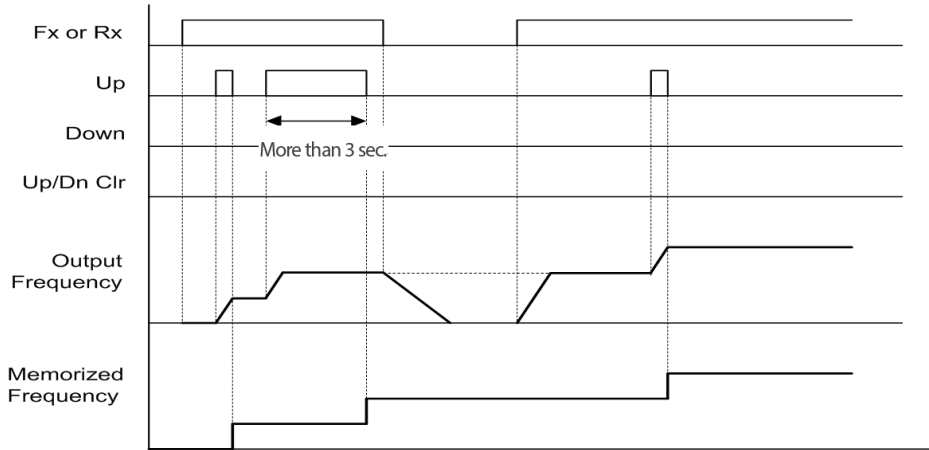 Fx or Rx
Up
Down
More than 3 sec.
Up/Dn Clr
Output
Frequency
Memorized
Frequency